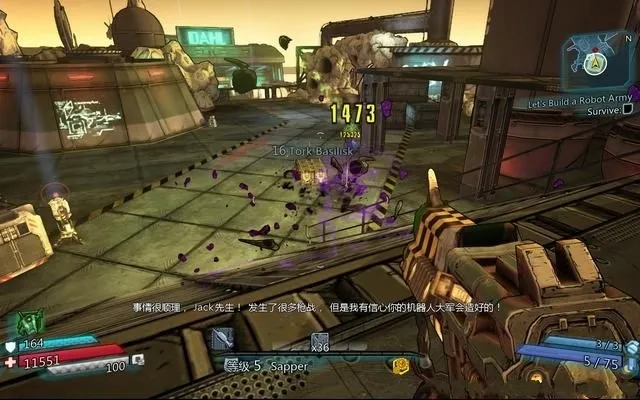 DAHL
N
Let's Build a Robot Army
Survive:
1473
16 Tork Basilisk
事情很顺理， Jack先生！ 发生了很多枪战， 但是我有信心你的机器人大军会造好的！
164
11551
100
x36
等级 5 Sapper
3 / 3
5 / 75